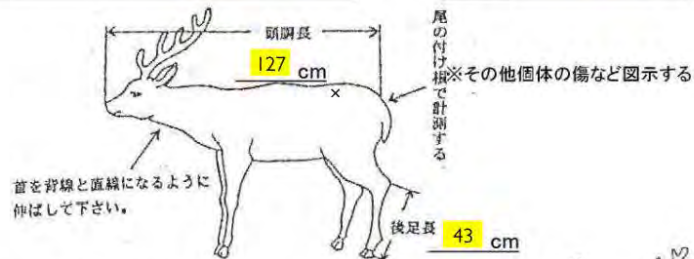 頭胴長
127 cm
×
尾の付け根で計測する
※その他個体の傷など図示する
首を背線と直線になるように
伸ばして下さい。
後足長 43 cm